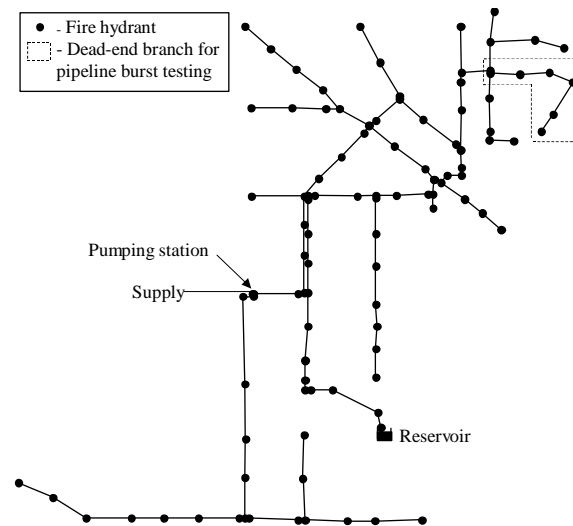 - Fire hydrant
- Dead-end branch for
pipeline burst testing
Pumping station
Supply
Reservoir